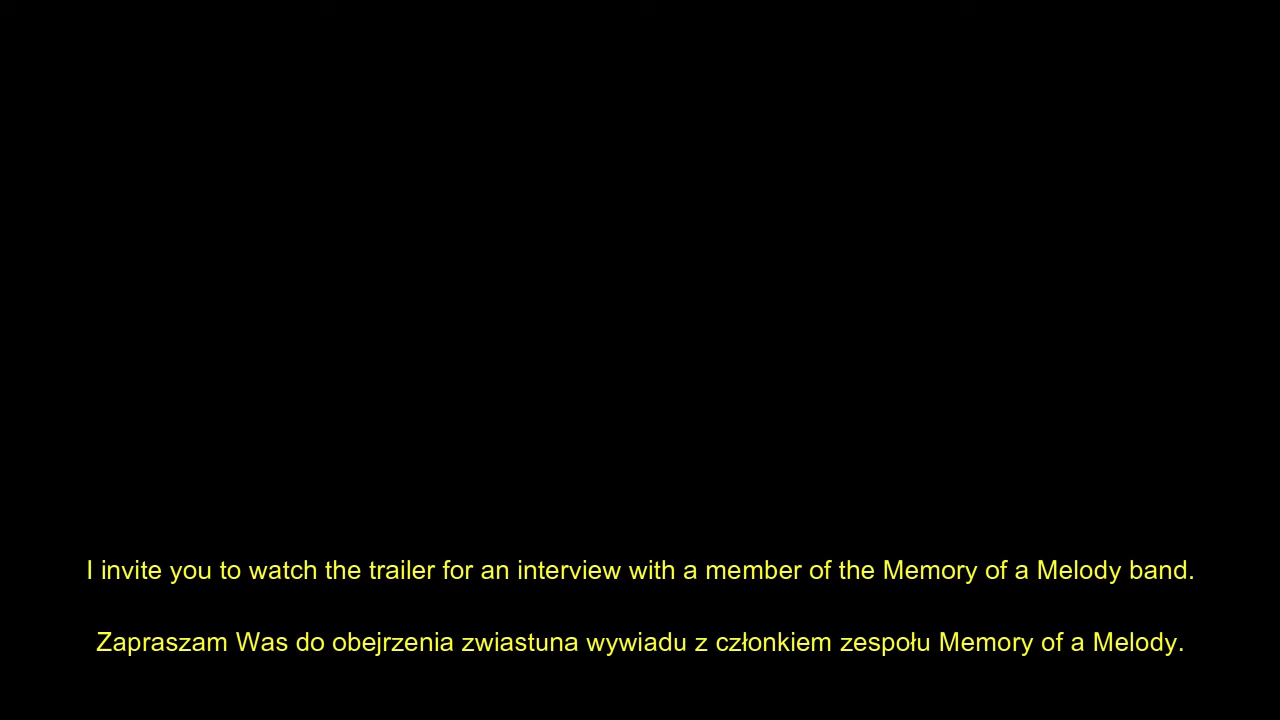 I invite you to watch the trailer for an interview with a member of the Memory of a Melody band.
Zapraszam Was do obejrzenia zwiastuna wywiadu z członkiem zespołu Memory of a Melody.